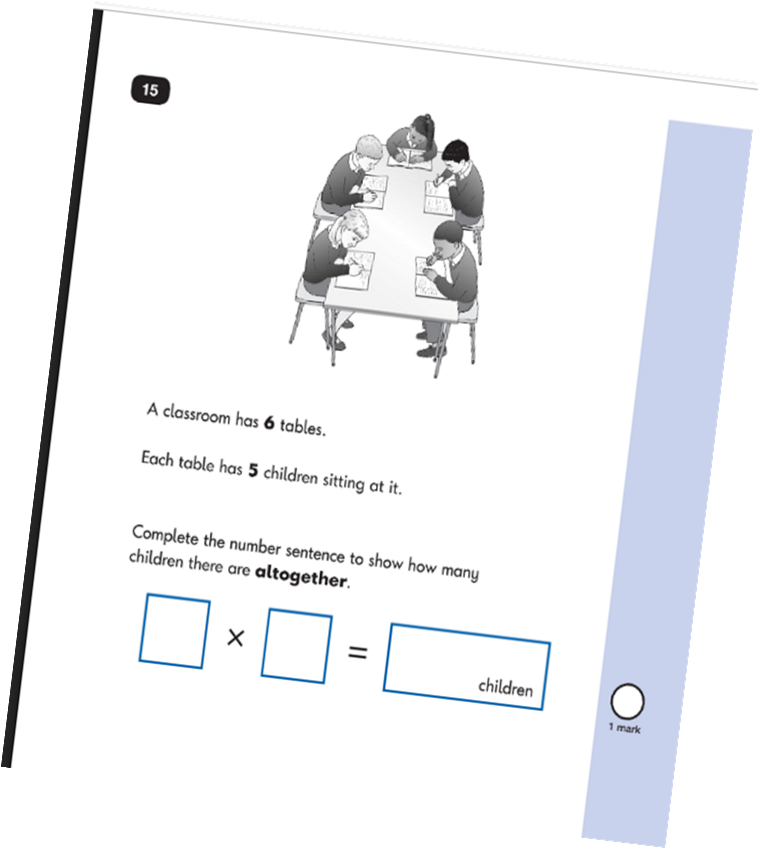 15
A classroom has 6 tables.
Each table has 5 children sitting at it.
Complete the number sentence to show how many
children there are altogether.
× =
children
1 mark